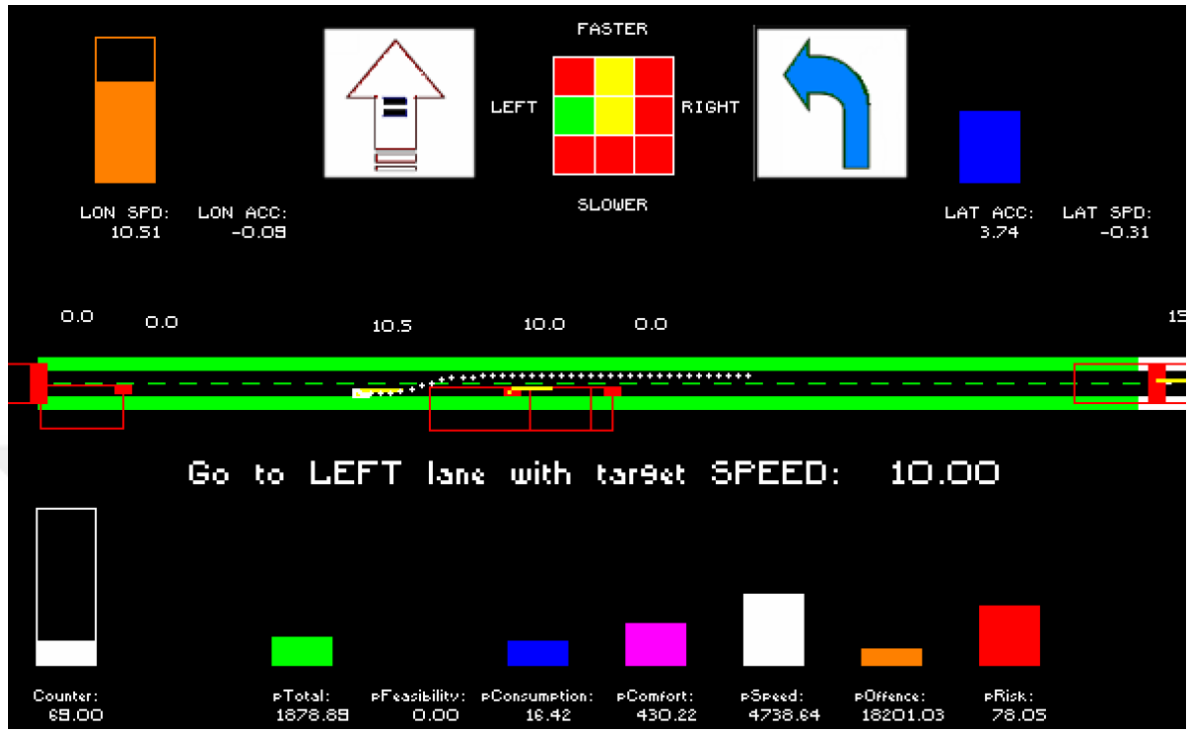 FASTER
LEFT
RIGHT
SLOWER
LON SPD: LON ACC:
10.51 -0.09
LAT ACC: LAT SPD:
3.74 -0.31
0.0 0.0 10.5 10.0 0.0
Go to LEFT lane with target SPEED: 10.00
Counter: pTotal: pFeasibility: pConsumption: pComfort: pSpeed: pOffence: pRisk:
69.00 1878.89 0.00 16.42 430.22 4738.64 18201.03 78.05